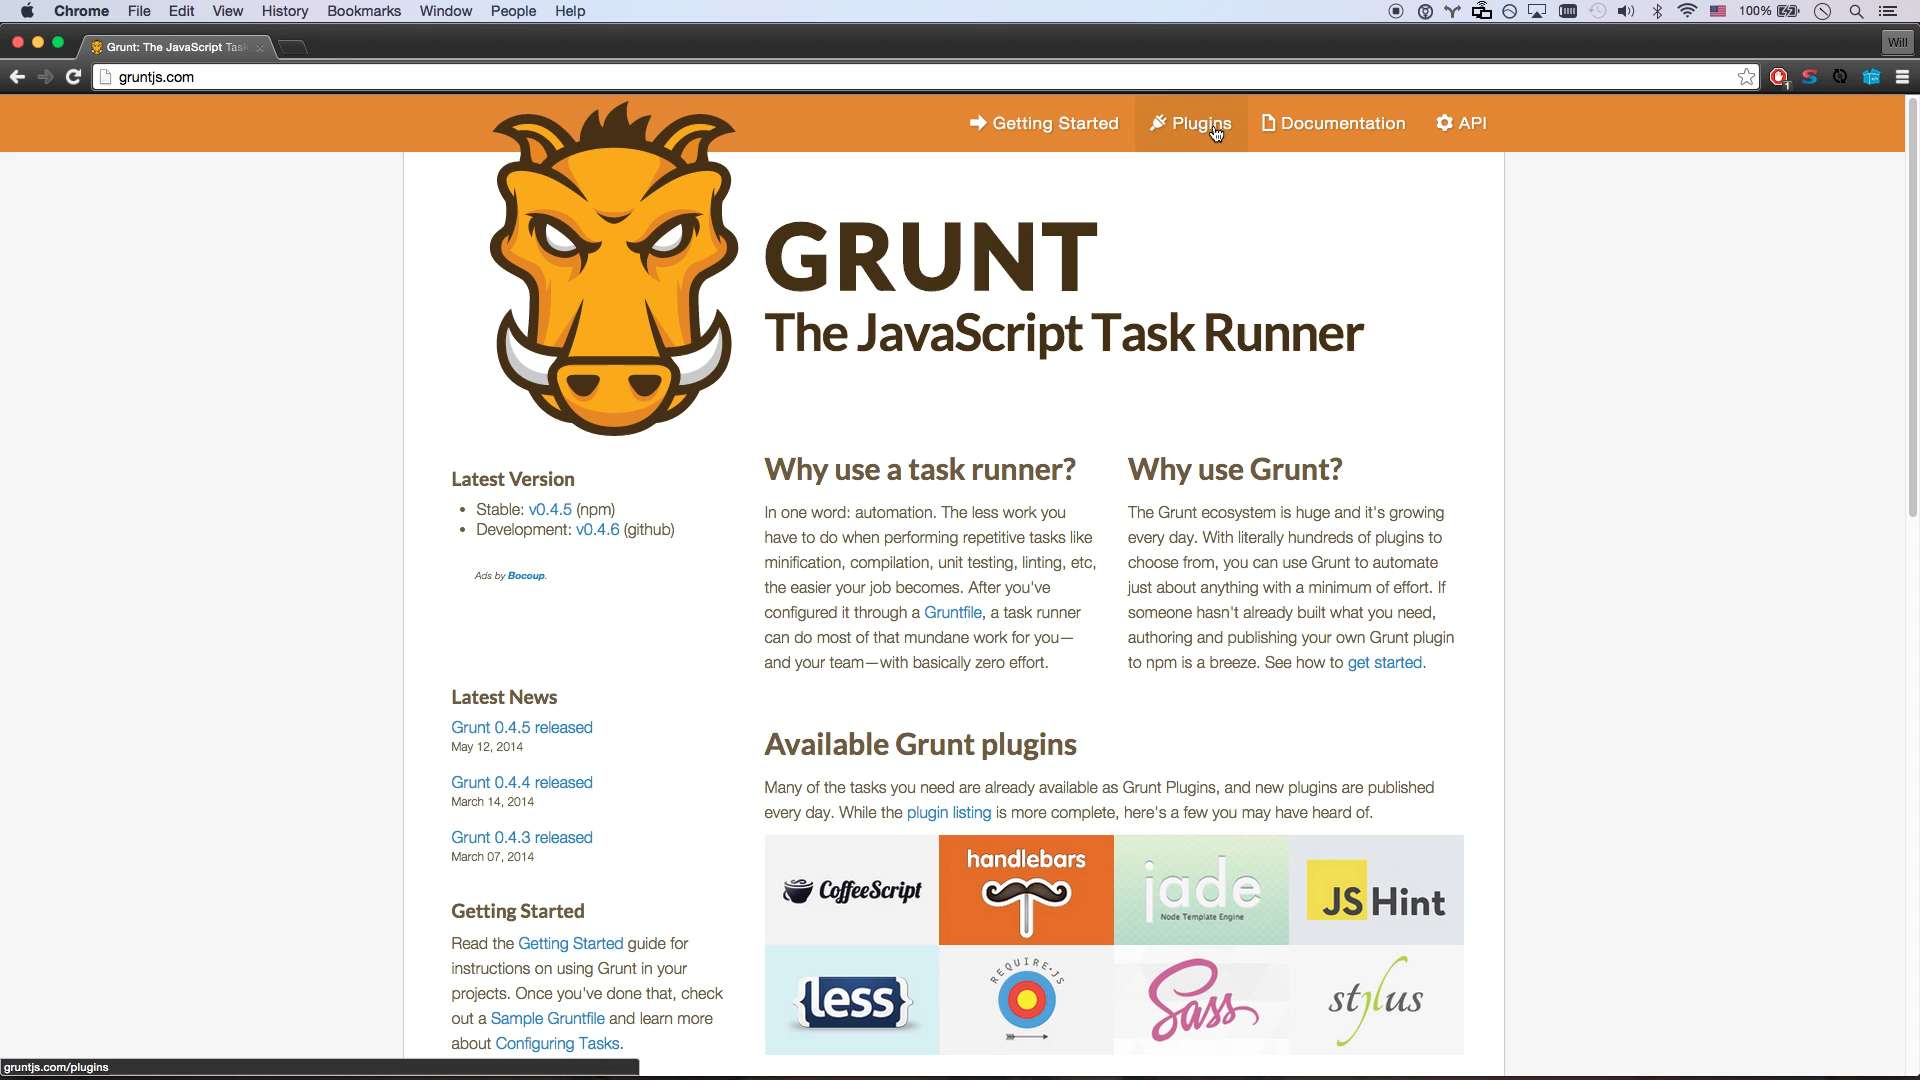 Chrome File Edit View History Bookmarks Window People Help
100%
Grunt: The JavaScript Task
Will
gruntjs.com
1
Getting Started Plugins Documentation API
GRUNT
The JavaScript Task Runner
Latest Version
Stable: v0.4.5 (npm)
Development: v0.4.6 (github)
Ads by Bocoup.
Latest News
Grunt 0.4.5 released
May 12, 2014
Grunt 0.4.4 released
March 14, 2014
Grunt 0.4.3 released
March 07, 2014
Getting Started
Read the Getting Started guide for
instructions on using Grunt in your
projects. Once you've done that, check
out a Sample Gruntfile and learn more
about Configuring Tasks.
Why use a task runner?
In one word: automation. The less work you
have to do when performing repetitive tasks like
minification, compilation, unit testing, linting, etc,
the easier your job becomes. After you've
configured it through a Gruntfile, a task runner
can do most of that mundane work for you—
and your team—with basically zero effort.
Why use Grunt?
The Grunt ecosystem is huge and it's growing
every day. With literally hundreds of plugins to
choose from, you can use Grunt to automate
just about anything with a minimum of effort. If
someone hasn't already built what you need,
authoring and publishing your own Grunt plugin
to npm is a breeze. See how to get started.
Available Grunt plugins
Many of the tasks you need are already available as Grunt Plugins, and new plugins are published
every day. While the plugin listing is more complete, here's a few you may have heard of.
CoffeeScript
handlebars
jade
Node Template Engine
JS Hint
{less}
REQUIRE·JS
Sass
stylus
gruntjs.com/plugins